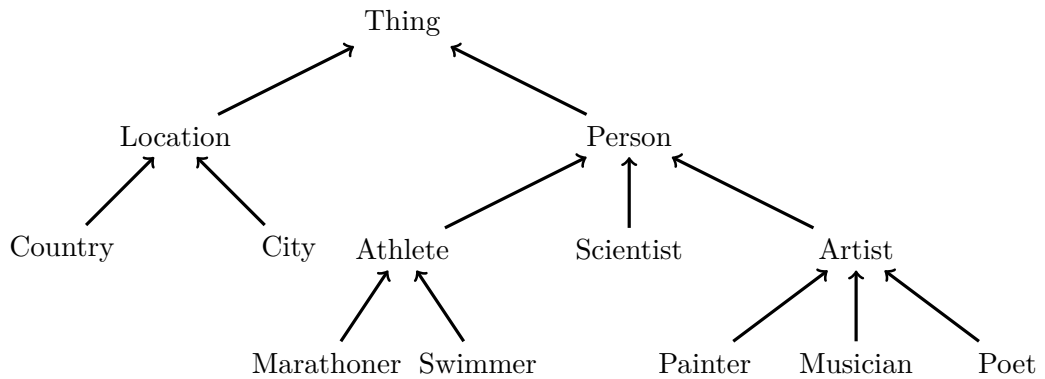 Thing
Location Person
Country City Athlete Scientist Artist
Marathoner Swimmer Painter Musician Poet